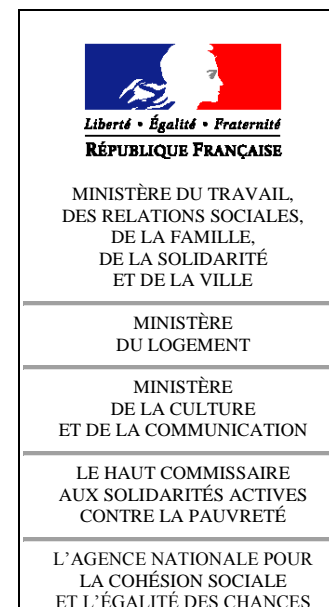 Liberté • Égalité • Fraternité
RÉPUBLIQUE FRANÇAISE
MINISTÈRE DU TRAVAIL,
DES RELATIONS SOCIALES,
DE LA FAMILLE,
DE LA SOLIDARITÉ
ET DE LA VILLE
MINISTÈRE
DU LOGEMENT
MINISTÈRE
DE LA CULTURE
ET DE LA COMMUNICATION
LE HAUT COMMISSAIRE
AUX SOLIDARITÉS ACTIVES
CONTRE LA PAUVRETÉ
L’AGENCE NATIONALE POUR
LA COHÉSION SOCIALE
ET L’ÉGALITÉ DES CHANCES